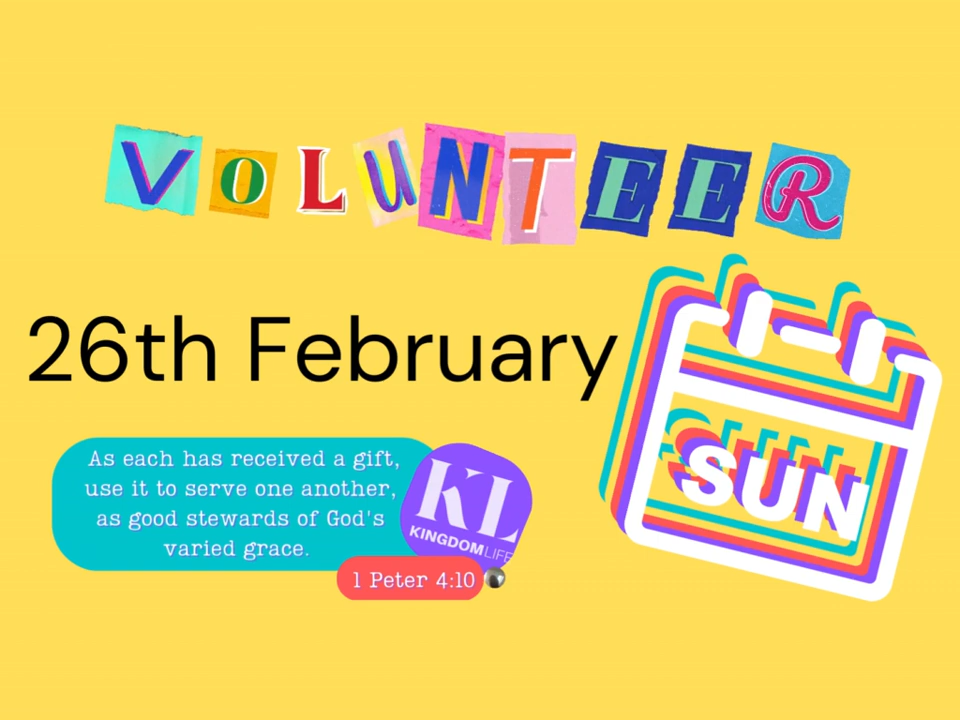 VOLUNTEER
26th February
SUN
As each has received a gift,
use it to serve one another,
as good stewards of God's
varied grace.
KL
KINGDOMLIFE
1 Peter 4:10